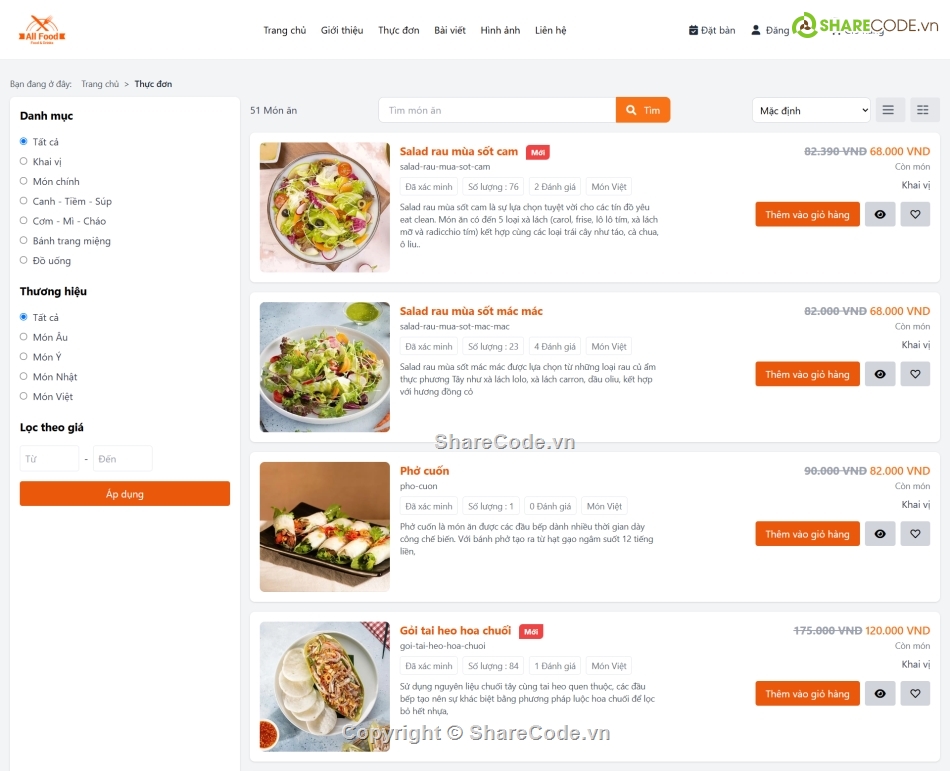 All Food
Food & Drinks
Trang chủ Giới thiệu Thực đơn Bài viết Hình ảnh Liên hệ
Đặt bàn Đăng
SHARECODE.vn
Bạn đang ở đây: Trang chủ > Thực đơn
Danh mục
Tất cả
Khai vị
Món chính
Canh - Tiềm - Súp
Cơm - Mì - Cháo
Bánh trang miệng
Đồ uống
Thương hiệu
Tất cả
Món Âu
Món Ý
Món Nhật
Món Việt
Lọc theo giá
Từ - Đến
Áp dụng
51 Món ăn
Tìm món ăn
Tìm
Mặc định
Salad rau mùa sốt cam Mới
82.390 VND 68.000 VND
salad-rau-mua-sot-cam
Còn món
Đã xác minh Số lượng : 76 2 Đánh giá Món Việt
Khai vị
Salad rau mùa sốt cam là sự lựa chọn tuyệt vời cho các tín đồ yêu
eat clean. Món ăn có đến 5 loại xà lách (carol, frise, lô lô tím, xà lách
mỡ và radicchio tím) kết hợp cùng các loại trái cây như táo, cà chua,
ô liu..
Thêm vào giỏ hàng
Salad rau mùa sốt mác mác
82.000 VND 68.000 VND
salad-rau-mua-sot-mac-mac
Còn món
Đã xác minh Số lượng : 23 4 Đánh giá Món Việt
Khai vị
Salad rau mùa sốt mác mác được lựa chọn từ những loại rau củ ẩm
thực phương Tây như xà lách lolo, xà lách carron, dầu oliu, kết hợp
với hương đồng cỏ
Thêm vào giỏ hàng
ShareCode.vn
Phở cuốn
90.000 VND 82.000 VND
pho-cuon
Còn món
Đã xác minh Số lượng : 1 0 Đánh giá Món Việt
Khai vị
Phở cuốn là món ăn được các đầu bếp dành nhiều thời gian dày
công chế biến. Với bánh phở tạo ra từ hạt gạo ngâm suốt 12 tiếng
liền,
Thêm vào giỏ hàng
Gỏi tai heo hoa chuối Mới
175.000 VND 120.000 VND
goi-tai-heo-hoa-chuoi
Còn món
Đã xác minh Số lượng : 84 1 Đánh giá Món Việt
Khai vị
Sử dụng nguyên liệu chuối tây cùng tai heo quen thuộc, các đầu
bếp tạo nên sự khác biệt bằng phương pháp luộc hoa chuối để lọc
bỏ hết nhựa,
Thêm vào giỏ hàng
Copyright © ShareCode.vn